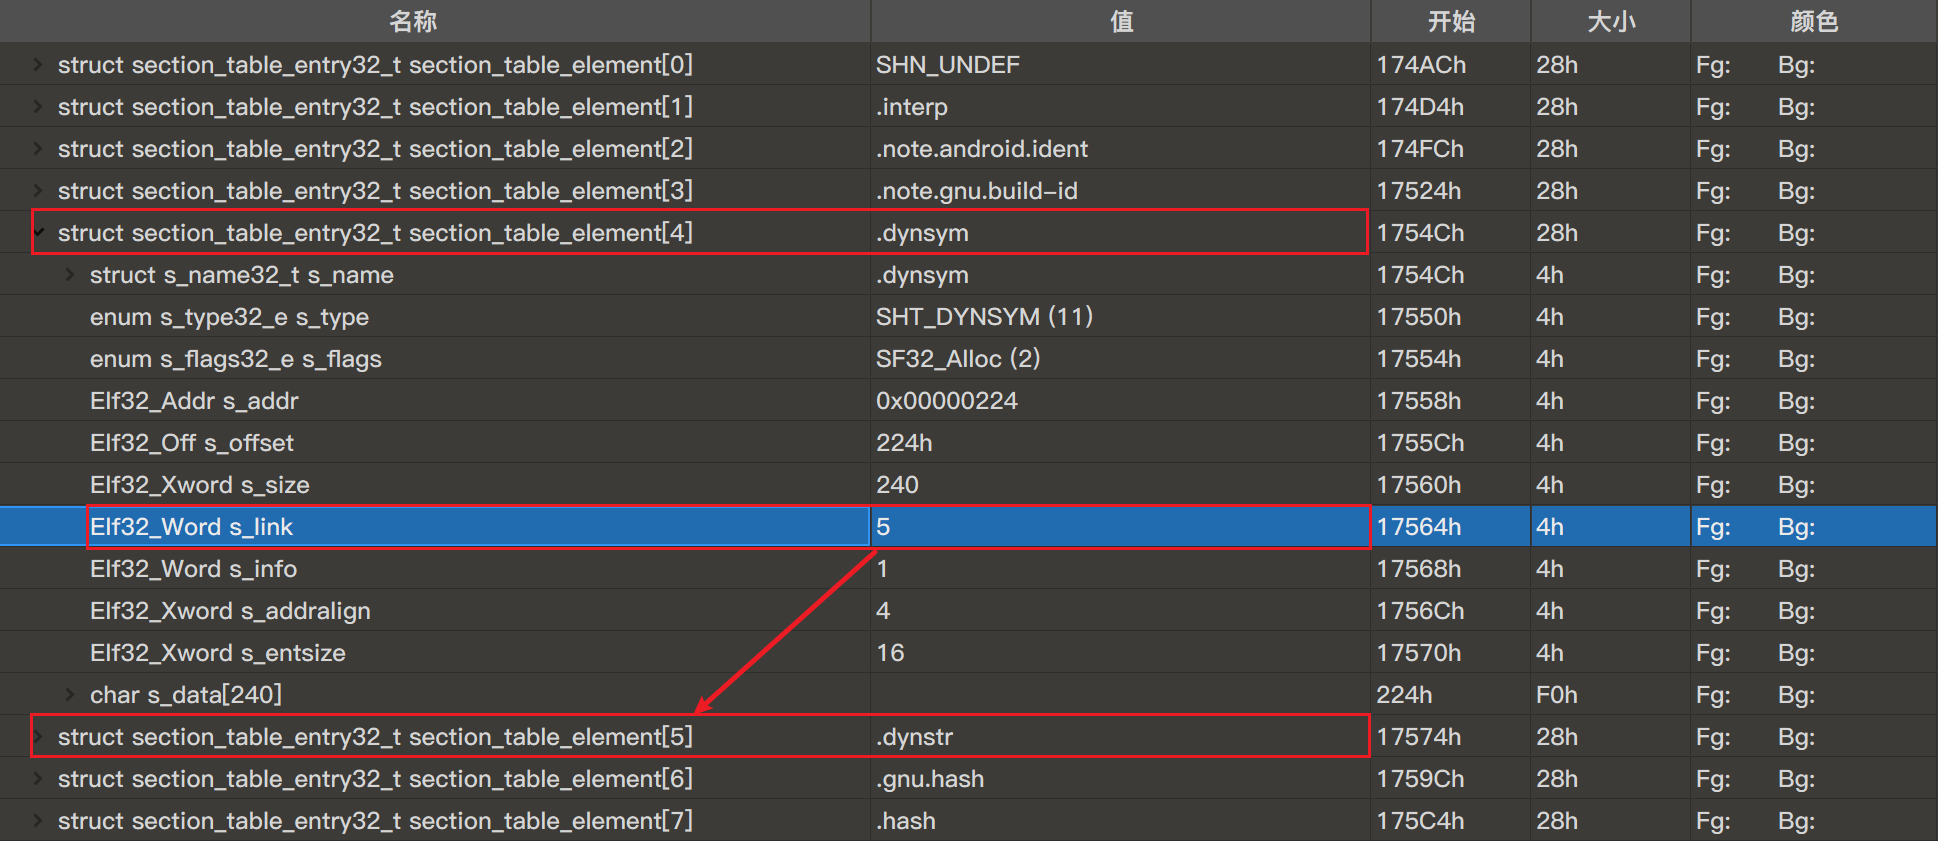 名称 值 开始 大小 颜色
struct section_table_entry32_t section_table_element[0] SHN_UNDEF 174ACh 28h Fg: Bg:
struct section_table_entry32_t section_table_element[1] .interp 174D4h 28h Fg: Bg:
struct section_table_entry32_t section_table_element[2] .note.android.ident 174FCh 28h Fg: Bg:
struct section_table_entry32_t section_table_element[3] .note.gnu.build-id 17524h 28h Fg: Bg:
struct section_table_entry32_t section_table_element[4] .dynsym 1754Ch 28h Fg: Bg:
struct s_name32_t s_name .dynsym 1754Ch 4h Fg: Bg:
enum s_type32_e s_type SHT_DYNSYM (11) 17550h 4h Fg: Bg:
enum s_flags32_e s_flags SF32_Alloc (2) 17554h 4h Fg: Bg:
Elf32_Addr s_addr 0x00000224 17558h 4h Fg: Bg:
Elf32_Off s_offset 224h 1755Ch 4h Fg: Bg:
Elf32_Xword s_size 240 17560h 4h Fg: Bg:
Elf32_Word s_link 5 17564h 4h Fg: Bg:
Elf32_Word s_info 1 17568h 4h Fg: Bg:
Elf32_Xword s_addralign 4 1756Ch 4h Fg: Bg:
Elf32_Xword s_entsize 16 17570h 4h Fg: Bg:
char s_data[240] 224h F0h Fg: Bg:
struct section_table_entry32_t section_table_element[5] .dynstr 17574h 28h Fg: Bg:
struct section_table_entry32_t section_table_element[6] .gnu.hash 1759Ch 28h Fg: Bg:
struct section_table_entry32_t section_table_element[7] .hash 175C4h 28h Fg: Bg: